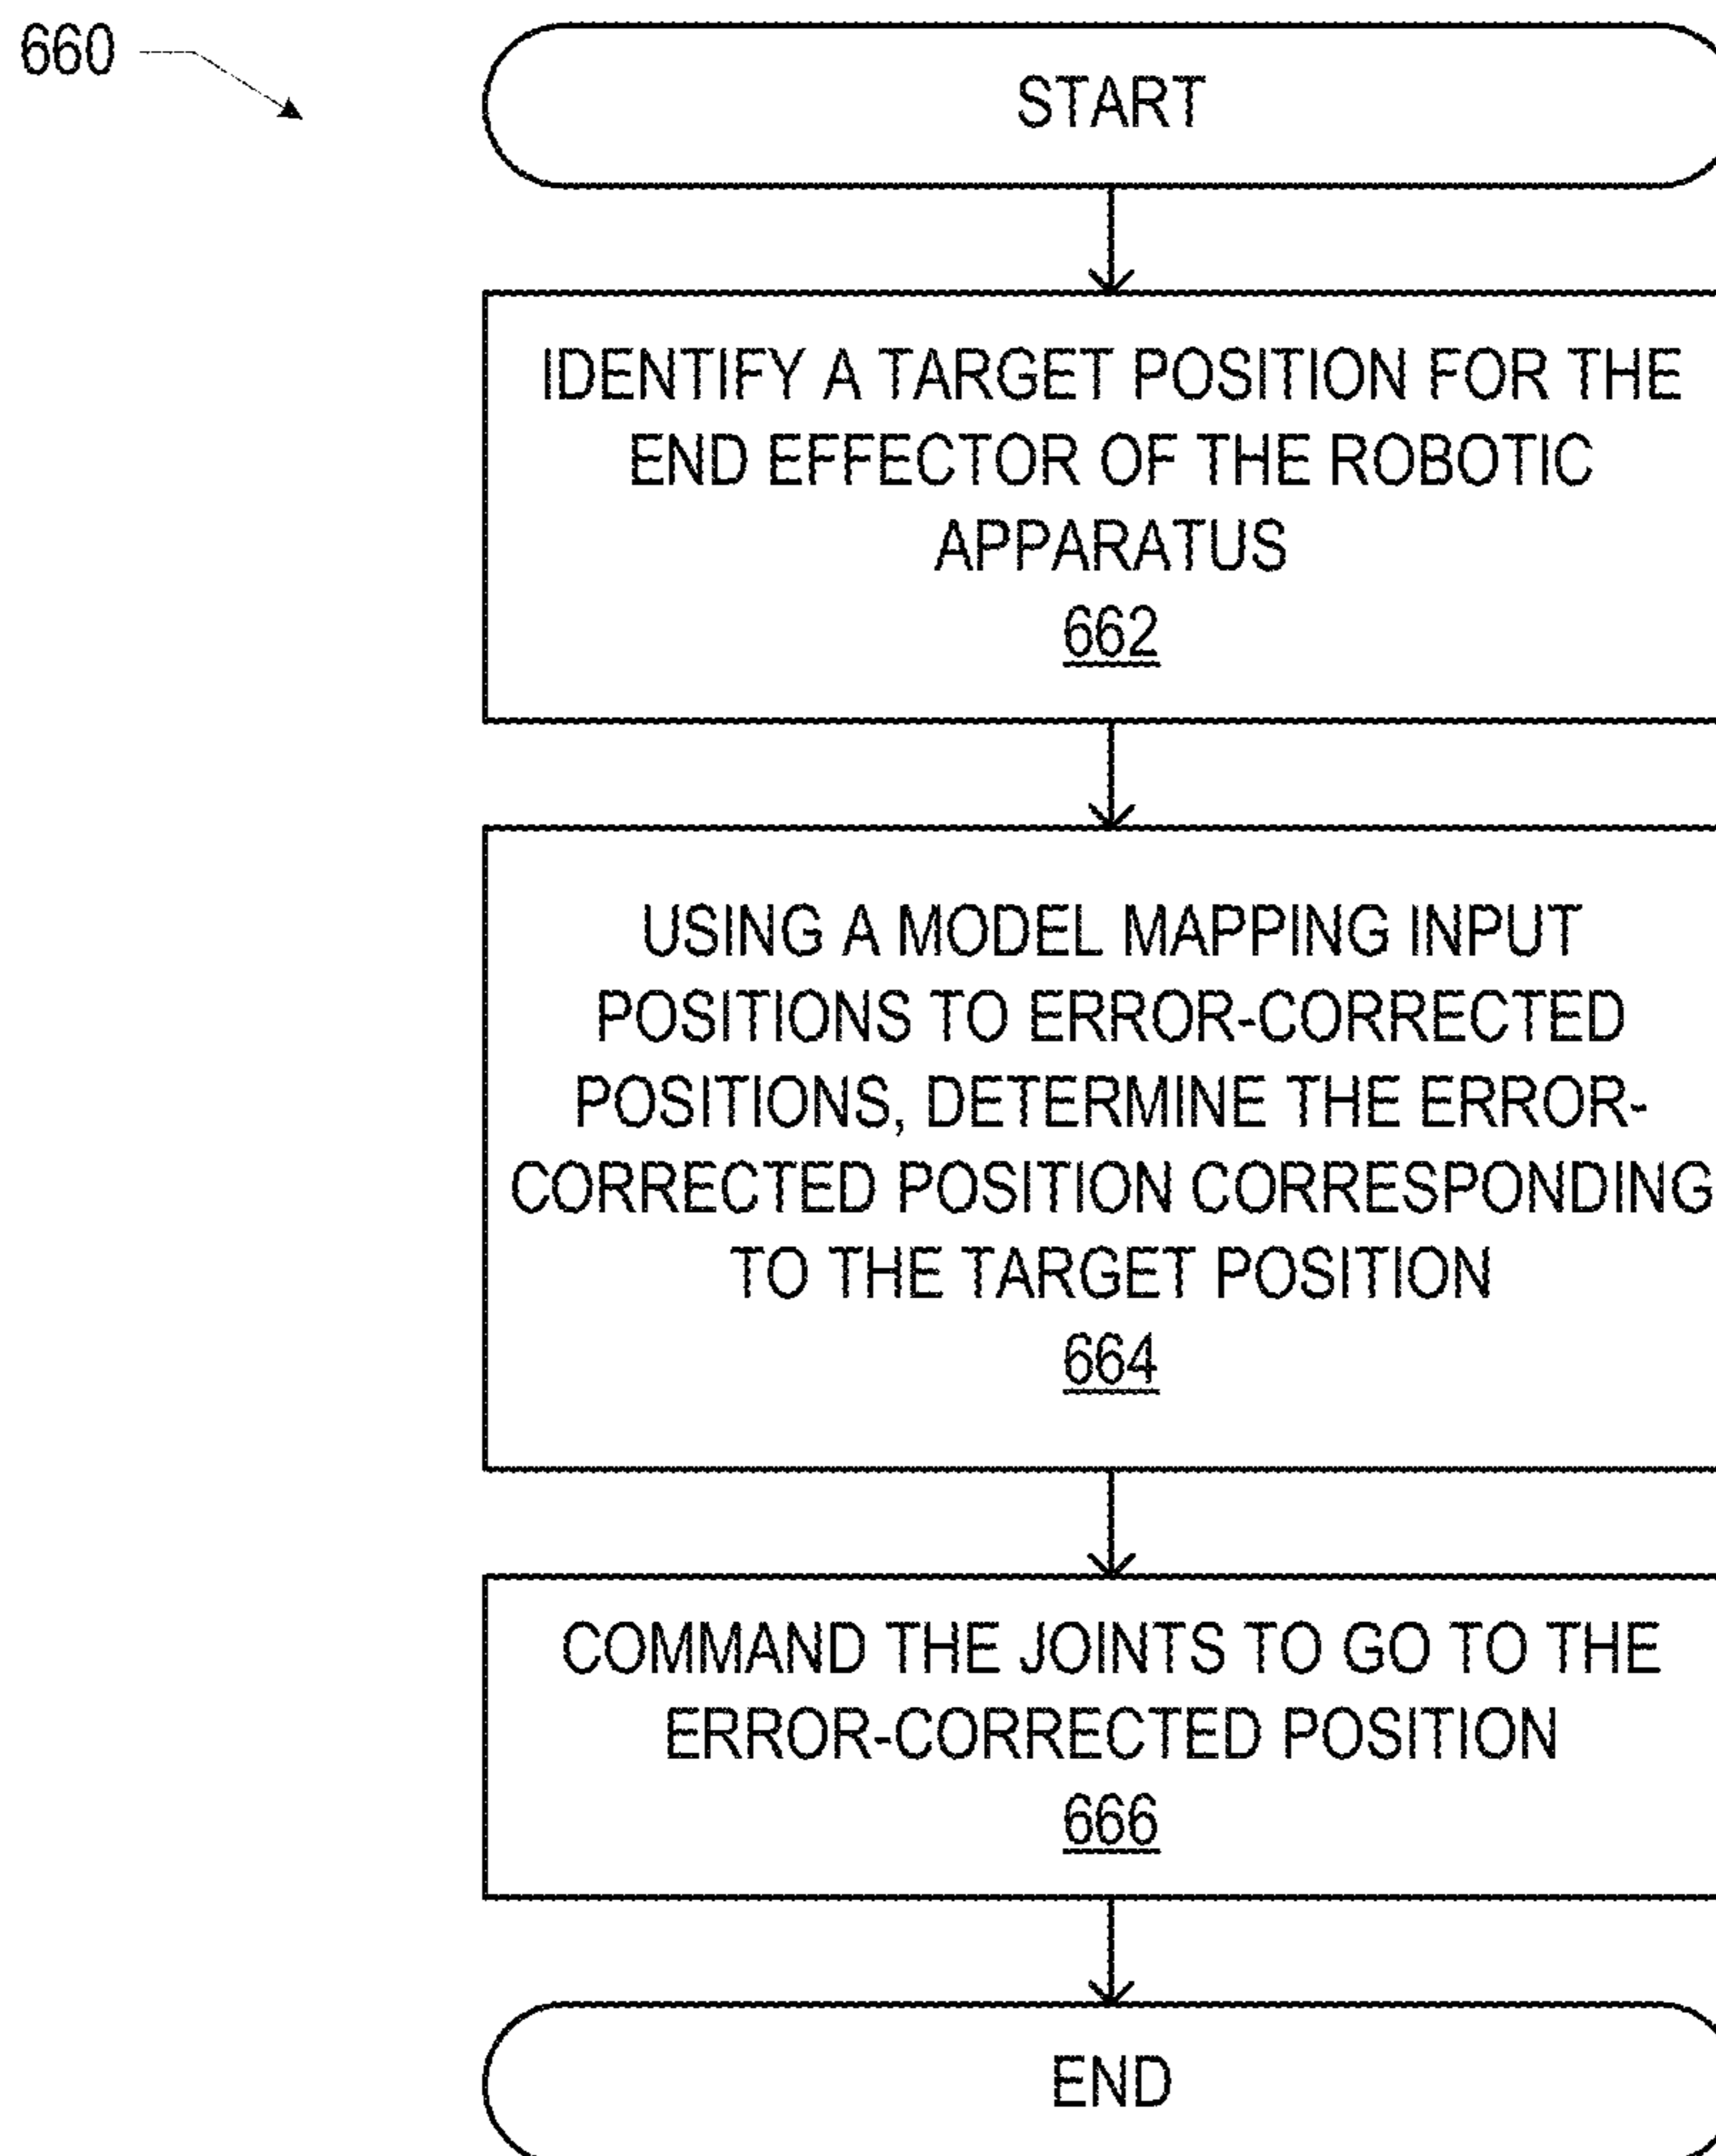 660
START
IDENTIFY A TARGET POSITION FOR THE
END EFFECTOR OF THE ROBOTIC
APPARATUS
662
USING A MODEL MAPPING INPUT
POSITIONS TO ERROR-CORRECTED
POSITIONS, DETERMINE THE ERROR-
CORRECTED POSITION CORRESPONDING
TO THE TARGET POSITION
664
COMMAND THE JOINTS TO GO TO THE
ERROR-CORRECTED POSITION
666
END